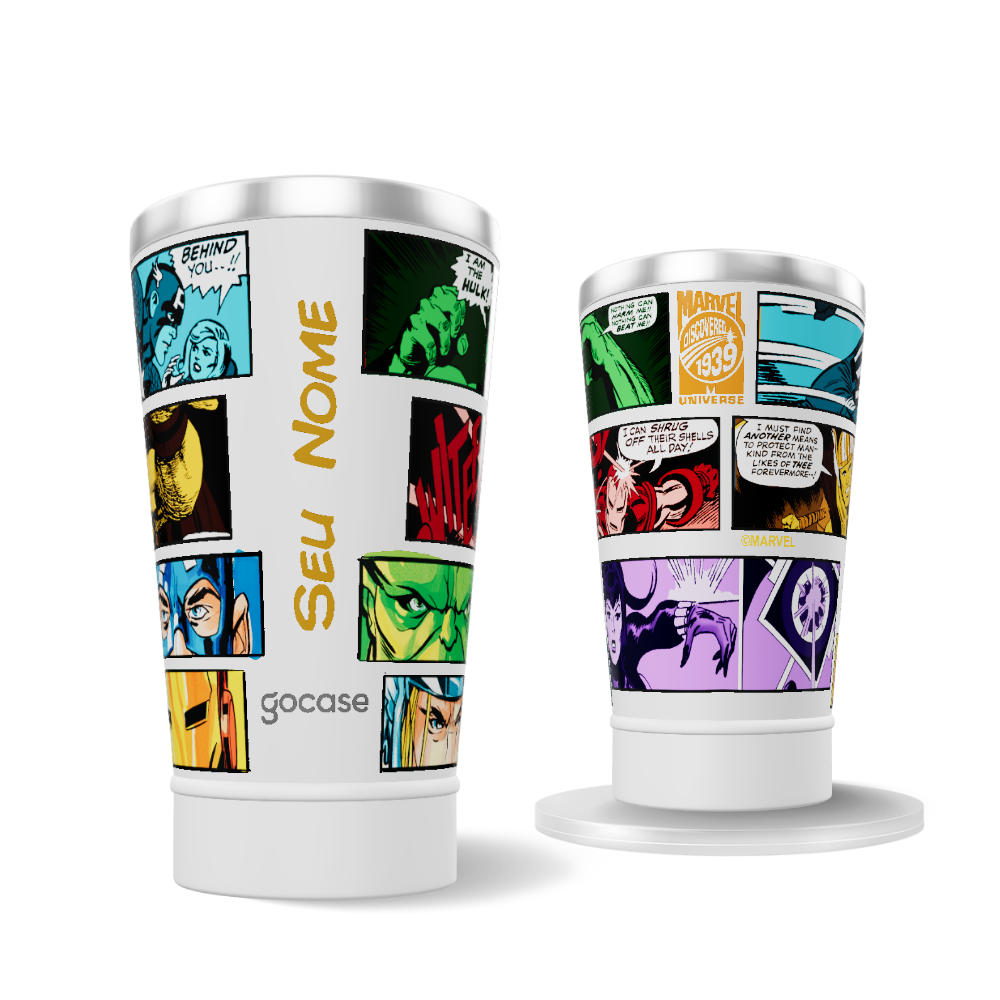 BEHIND
YOU--!!
I AM
THE
HULK!
SEU NOME
gocase
NOTHING CAN
HARM ME!!
NOTHING CAN
BEAT ME!!
MARVEL
DISCOVERED
1939
UNIVERSE
I CAN SHRUG
OFF THEIR SHELLS
ALL DAY!
I MUST FIND
ANOTHER MEANS
TO PROTECT MAN-
KIND FROM THE
LIKES OF THEE
FOREVERMORE--!
©MARVEL